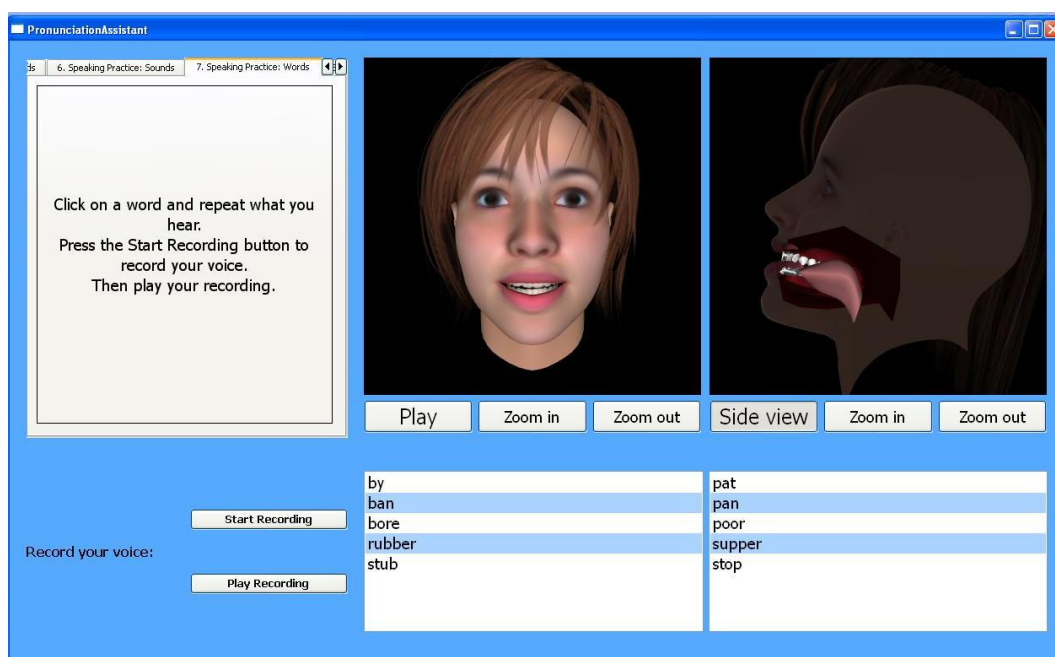 PronunciationAssistant
ds
6. Speaking Practice: Sounds
7. Speaking Practice: Words
Click on a word and repeat what you
hear.
Press the Start Recording button to
record your voice.
Then play your recording.
Play
Zoom in
Zoom out
Side view
Zoom in
Zoom out
Record your voice:
Start Recording
Play Recording
by
ban
bore
rubber
stub
pat
pan
poor
supper
stop